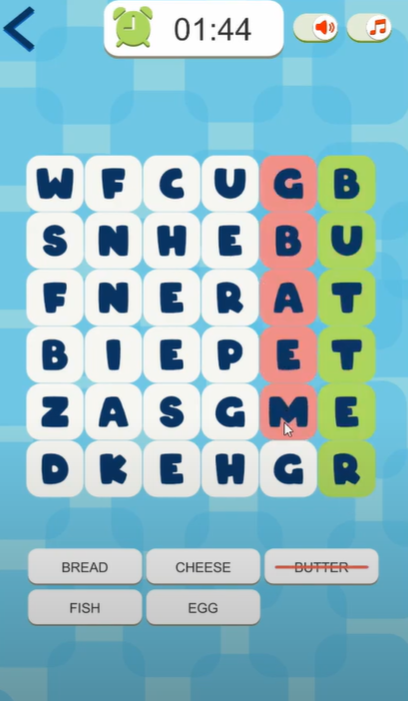 01:44
W F C U G B
S N H E B U
F N E R A T
B I E P E T
Z A S G M E
D K E H G R
BREAD CHEESE BUTTER
FISH EGG